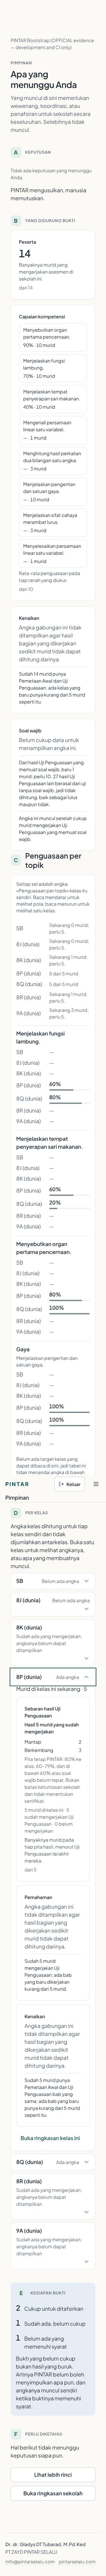 PINTAR Bootstrap (OFFICIAL evidence
— development and CI only)
PIMPINAN
Apa yang
menunggu Anda
Yang muncul di sini memerlukan
wewenang, koordinasi, atau
penafsiran untuk sekolah secara
keseluruhan. Selebihnya tidak
muncul.
A KEPUTUSAN
Tidak ada keputusan yang menunggu
Anda.
PINTAR mengusulkan, manusia
memutuskan.
B YANG DIDUKUNG BUKTI
Peserta
14
Banyaknya murid yang
mengerjakan asesmen di
sekolah ini.
dari 14
Capaian kompetensi
Menyebutkan organ
pertama pencernaan.
90% · 10 murid
Menjelaskan fungsi
lambung.
70% · 10 murid
Menjelaskan tempat
penyerapan sari makanan.
40% · 10 murid
Mengenali persamaan
linear satu variabel.
— · 1 murid
Menghitung hasil perkalian
dua bilangan satu angka.
— · 3 murid
Menjelaskan pengertian
dan satuan gaya.
— · 10 murid
Menjelaskan sifat cahaya
merambat lurus.
— · 3 murid
Menyelesaikan persamaan
linear satu variabel.
— · 1 murid
Rata-rata penguasaan pada
tiap ranah yang diukur.
dari 10
Kenaikan
Angka gabungan ini tidak
ditampilkan agar hasil
bagian yang dikerjakan
sedikit murid tidak dapat
dihitung darinya.
Sudah 14 murid punya
Pemetaan Awal dan Uji
Penguasaan; ada kelas yang
baru punya kurang dari 5 murid
seperti itu.
Soal wajib
Belum cukup data untuk
menampilkan angka ini.
Dari hasil Uji Penguasaan yang
memuat soal wajib, baru 1
murid; perlu 10. 27 hasil Uji
Penguasaan lain berasal dari uji
tanpa soal wajib, jadi tidak
dihitung, baik sebagai lulus
maupun tidak.
Angka ini muncul setelah cukup
murid mengerjakan Uji
Penguasaan yang memuat soal
wajib.
C Penguasaan per
topik
Setiap sel adalah angka
«Penguasaan per topik» kelas itu
sendiri. Baca mendatar untuk
melihat pola, baca menurun untuk
melihat satu kelas.
5B Sekarang 0 murid;
perlu 5.
8J (dunia) Sekarang 0 murid;
perlu 5.
8K (dunia) Sekarang 1 murid;
perlu 5.
8P (dunia) 5 dari 5 murid
8Q (dunia) 5 dari 5 murid
8R (dunia) Sekarang 1 murid;
perlu 5.
9A (dunia) Sekarang 3 murid;
perlu 5.
Menjelaskan fungsi
lambung.
5B —
8J (dunia) —
8K (dunia) —
8P (dunia) 60%
8Q (dunia) 80%
8R (dunia) —
9A (dunia) —
Menjelaskan tempat
penyerapan sari makanan.
5B —
8J (dunia) —
8K (dunia) —
8P (dunia) 60%
8Q (dunia) 20%
8R (dunia) —
9A (dunia) —
Menyebutkan organ
pertama pencernaan.
5B —
8J (dunia) —
8K (dunia) —
8P (dunia) 80%
8Q (dunia) 100%
8R (dunia) —
9A (dunia) —
Gaya
Menjelaskan pengertian dan
satuan gaya.
5B —
8J (dunia) —
8K (dunia) —
8P (dunia) 100%
8Q (dunia) 100%
8R (dunia) —
9A (dunia) —
Belum ada target kelas yang
dapat dibaca di sini, jadi tabel ini
tidak menandai angka di bawah
PINTAR Keluar
Pimpinan
D PER KELAS
Angka kelas dihitung untuk tiap
kelas sendiri dan tidak
dijumlahkan antarkelas. Buka satu
kelas untuk melihat angkanya,
atau apa yang membuatnya
muncul.
5B Belum ada angka
8J (dunia) Belum ada angka
8K (dunia)
Sudah ada yang mengerjakan;
angkanya belum dapat
ditampilkan
8P (dunia) Ada angka
Murid di kelas ini sekarang · 5
Sebaran hasil Uji
Penguasaan
Hasil 5 murid yang sudah
mengerjakan
Mantap 2
Berkembang 3
Pita tetap PINTAR: 80% ke
atas, 60–79%, dan di
bawah 60% atau soal
wajib belum tepat. Bukan
batas kelulusan sekolah
dan tidak menentukan
sertifikat.
5 murid di kelas ini · 5
sudah mengerjakan Uji
Penguasaan · 0 belum
mengerjakan
Banyaknya murid pada
tiap pita hasil, menurut Uji
Penguasaan terakhir
mereka.
dari 5
Pemahaman
Angka gabungan ini
tidak ditampilkan agar
hasil bagian yang
dikerjakan sedikit
murid tidak dapat
dihitung darinya.
Sudah 5 murid
mengerjakan Uji
Penguasaan; ada bab
yang baru dikerjakan
kurang dari 5 murid.
Kenaikan
Angka gabungan ini
tidak ditampilkan agar
hasil bagian yang
dikerjakan sedikit
murid tidak dapat
dihitung darinya.
Sudah 5 murid punya
Pemetaan Awal dan Uji
Penguasaan pada bab
yang sama; ada bab yang
baru punya kurang dari 5
murid seperti itu.
Buka ringkasan kelas ini
8Q (dunia) Ada angka
8R (dunia)
Sudah ada yang mengerjakan;
angkanya belum dapat
ditampilkan
9A (dunia)
Sudah ada yang mengerjakan;
angkanya belum dapat
ditampilkan
E KESIAPAN BUKTI
2 Cukup untuk ditafsirkan
1 Sudah ada, belum cukup
1 Belum ada yang
memenuhi syarat
Bukti yang belum cukup
bukan hasil yang buruk.
Artinya PINTAR belum boleh
menyimpulkan apa pun, dan
angkanya muncul sendiri
ketika buktinya memenuhi
syarat.
F PERLU DIKETAHUI
Hal berikut tidak menunggu
keputusan siapa pun.
Lihat lebih rinci
Buka ringkasan sekolah
Dr. dr. Gladys DT Tubarad, M.Pd.Ked
PT ZAYD PINTAR SELALU
info@pintarselalu.com pintarselalu.com